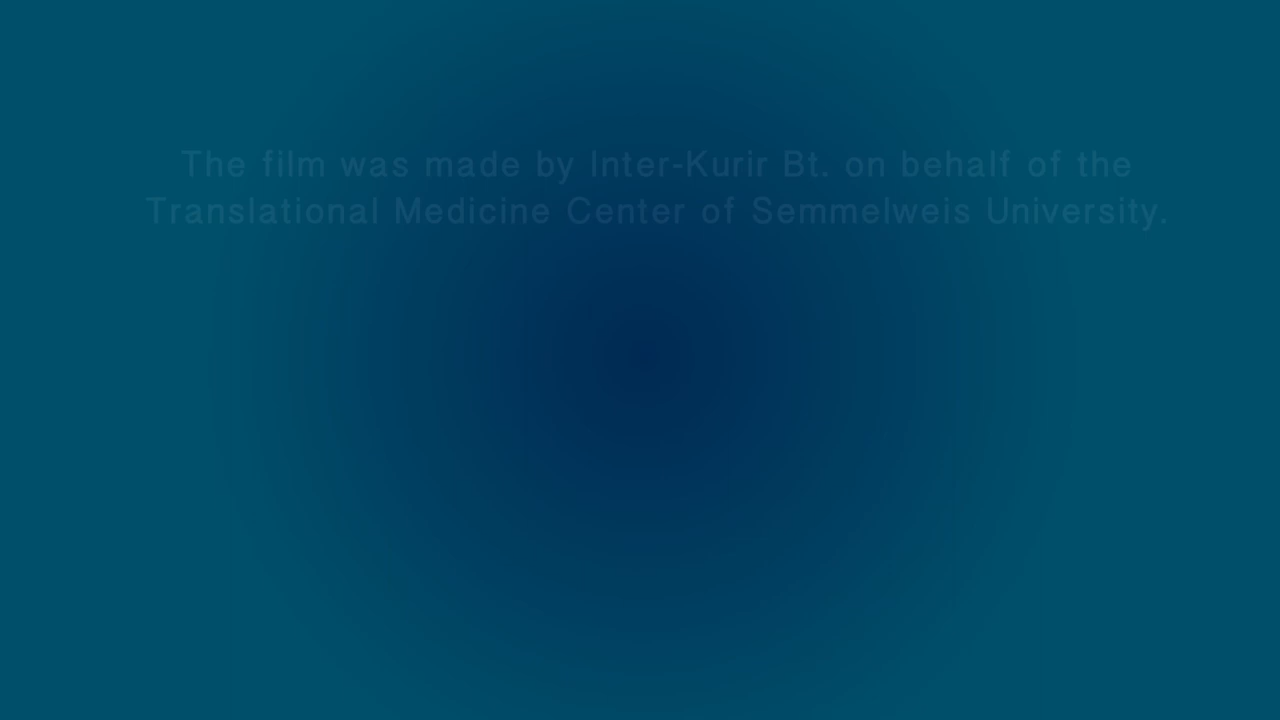 The film was made by Inter-Kurir Bt. on behalf of the
Translational Medicine Center of Semmelweis University.